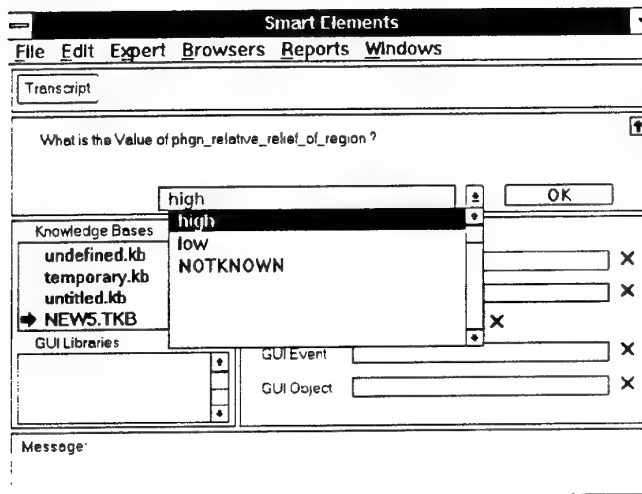 Smart Elements
File Edit Expert Browsers Reports Windows
Transcript
What is the Value of phgn_relative_relief_of_region ?
high
OK
high
low
NOTKNOWN
Knowledge Bases
undefined.kb
temporary.kb
untitled.kb
NEW5.TKB
GUI Libraries
GUI Event
GUI Object
Message: